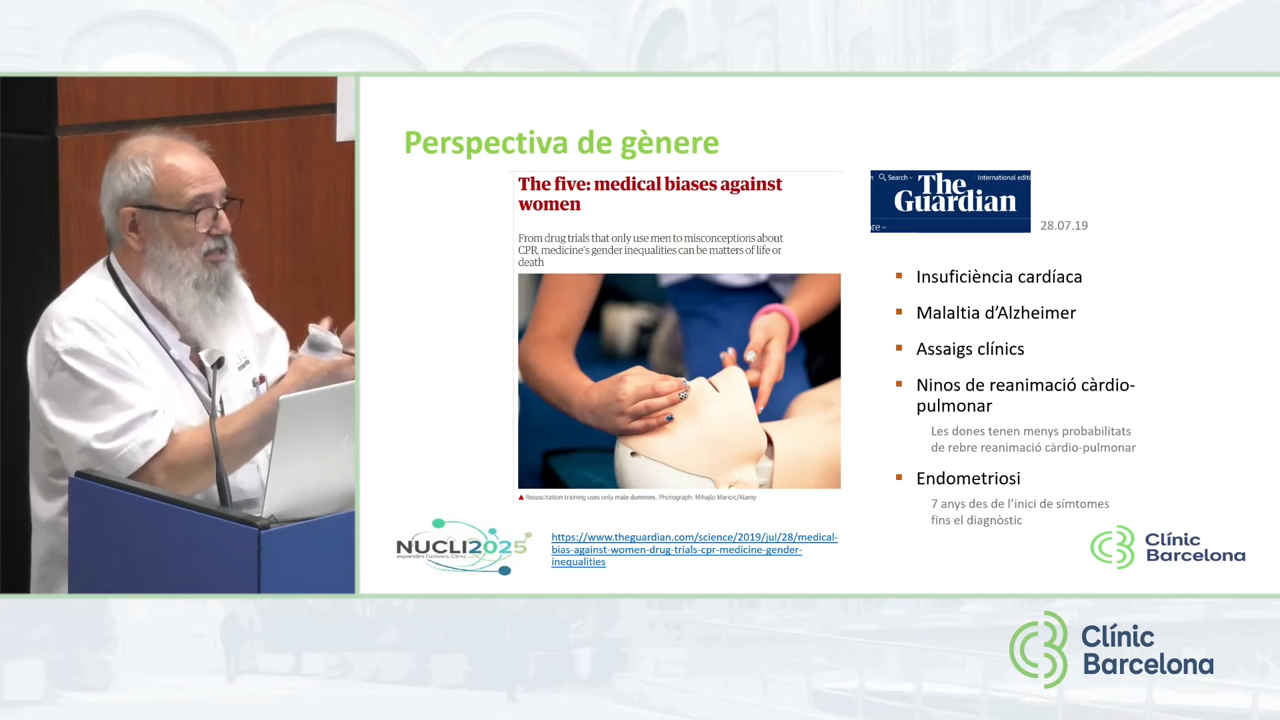 Perspectiva de gènere
The five: medical biases against
women
From drug trials that only use men to misconceptions about
CPR, medicine's gender inequalities can be matters of life or
death
▲ Resuscitation training uses only male dummies. Photograph: Mihajlo Maricic/Alamy
Search
International editi
The
Guardian
28.07.19
Insuficiència cardíaca
Malaltia d'Alzheimer
Assaigs clínics
Ninos de reanimació càrdio-
pulmonar
Les dones tenen menys probabilitats
de rebre reanimació càrdio-pulmonar
Endometriosi
7 anys des de l'inici de símtomes
fins el diagnòstic
NUCLI2025
expandim l'univers Clínic
https://www.theguardian.com/science/2019/jul/28/medical-
bias-against-women-drug-trials-cpr-medicine-gender-
inequalities
Clínic
Barcelona
Clínic
Barcelona